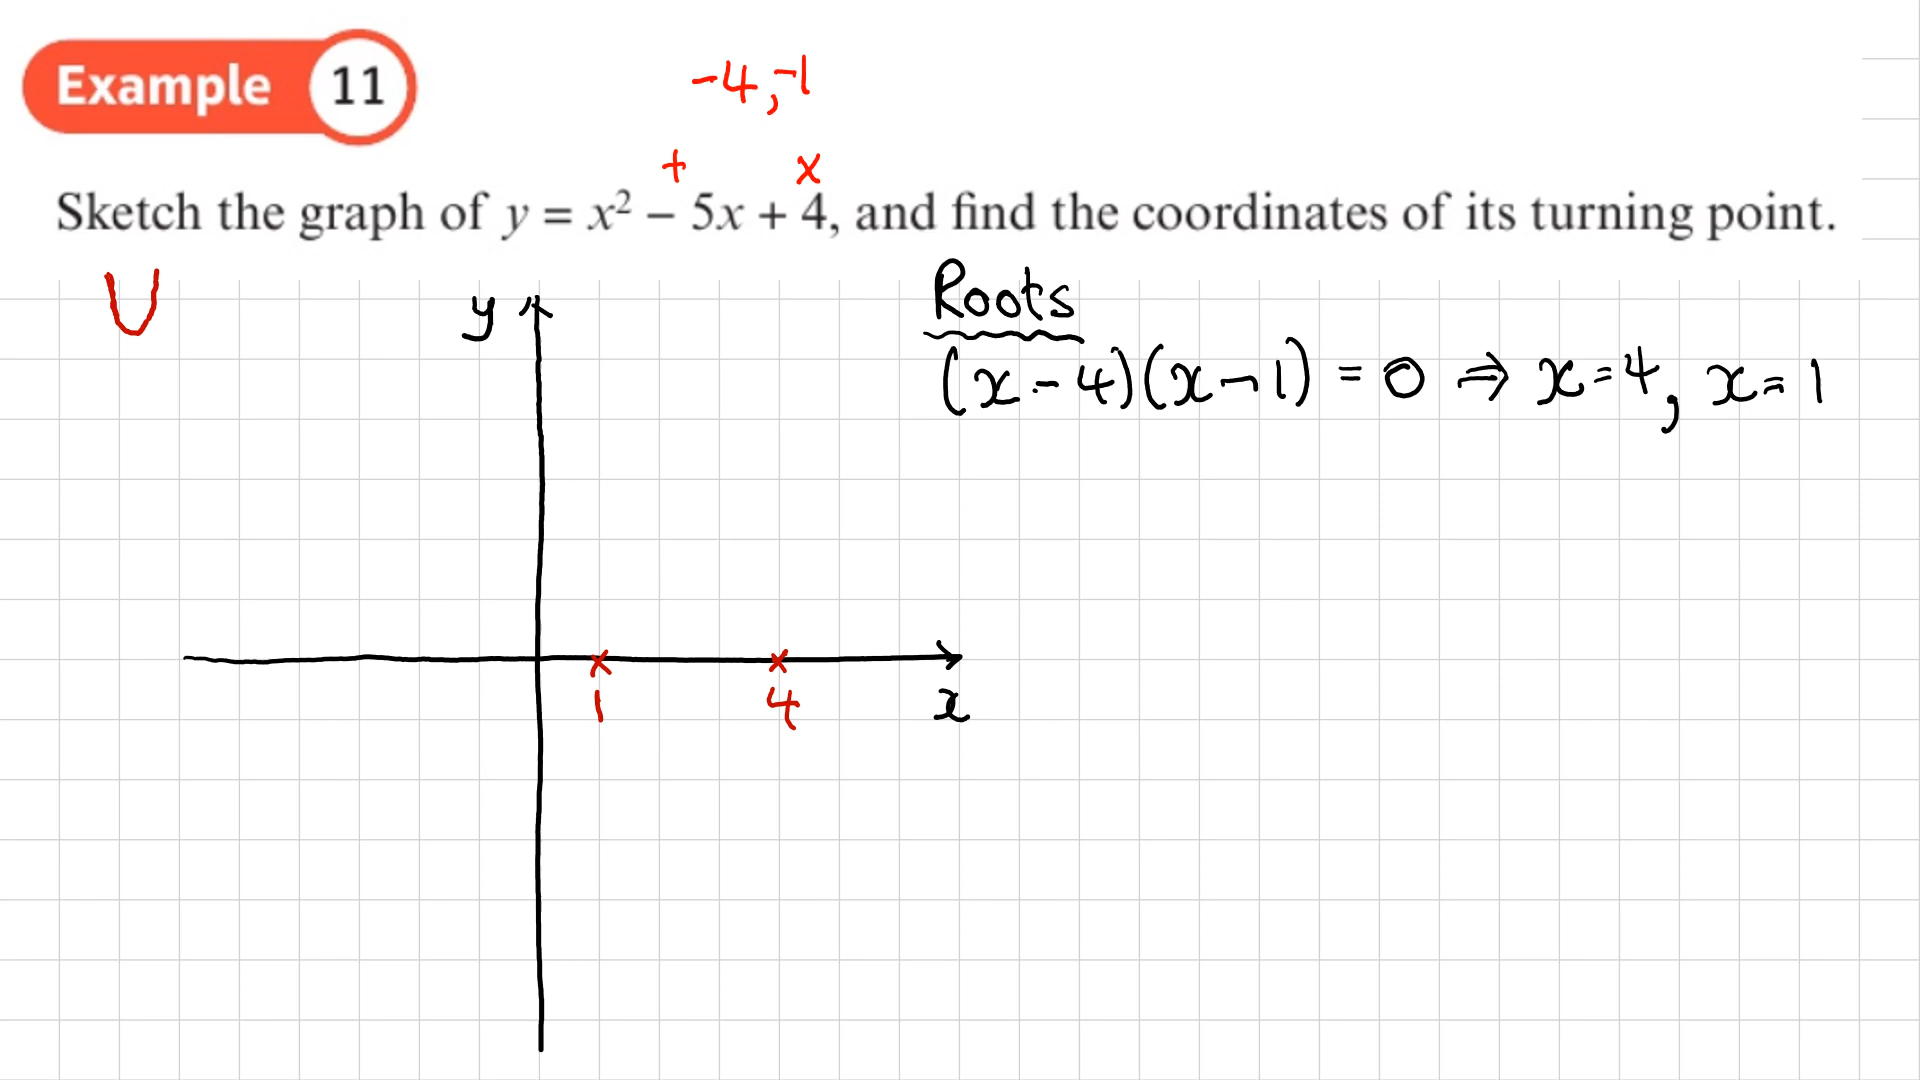 Example 11
-4, -1
+ x
Sketch the graph of y = x² – 5x + 4, and find the coordinates of its turning point.
Roots
y
(x - 4)(x - 1) = 0 ⇒ x = 4, x = 1
1 4 x